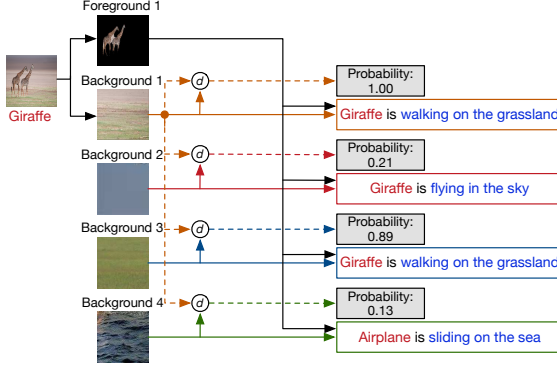 Foreground 1
Giraffe
Background 1
d
Probability:
1.00
Giraffe is walking on the grassland
Background 2
d
Probability:
0.21
Giraffe is flying in the sky
Background 3
d
Probability:
0.89
Giraffe is walking on the grassland
Background 4
d
Probability:
0.13
Airplane is sliding on the sea